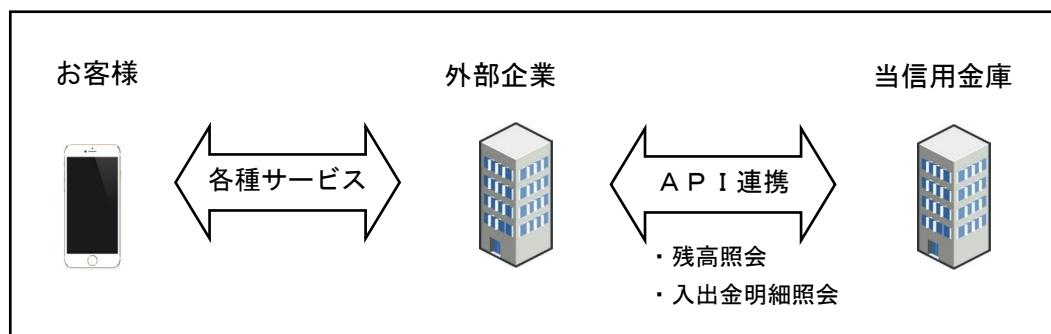 お客様
外部企業
当信用金庫
各種サービス
ＡＰＩ連携
・残高照会
・入出金明細照会